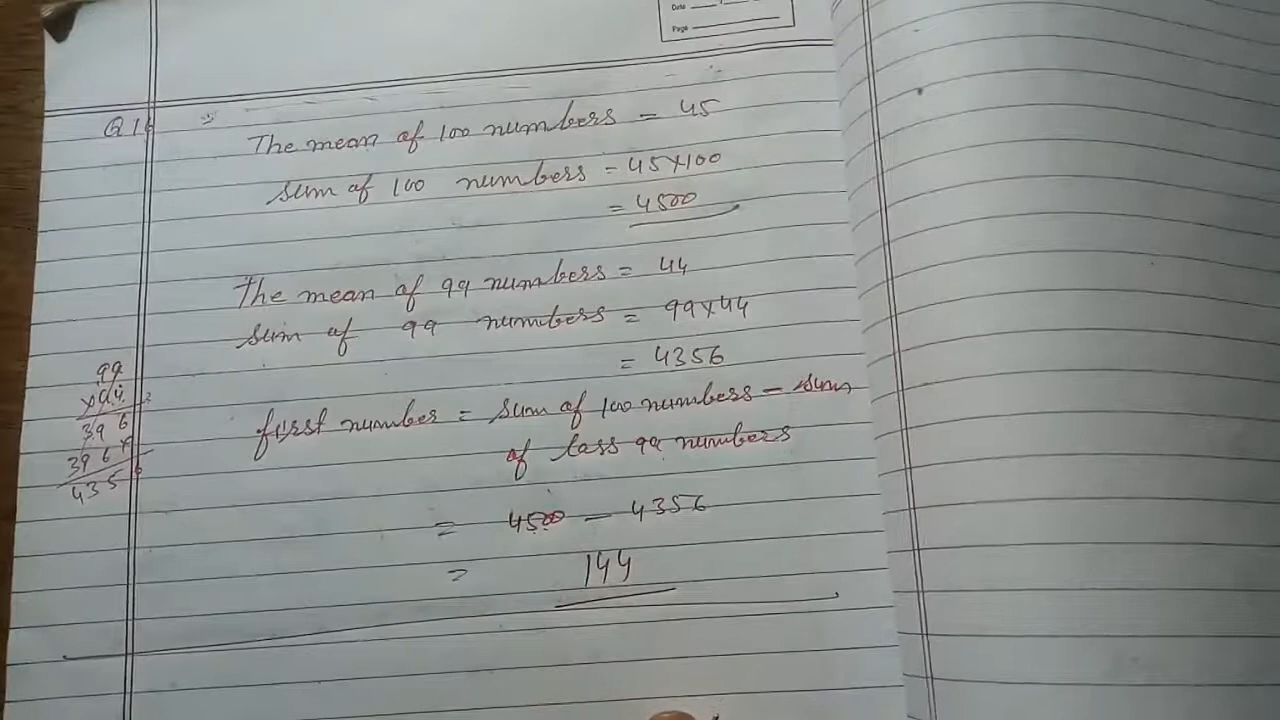 Date
Page
Q16
The mean of 100 numbers = 45
sum of 100 numbers = 45×100
= 4500
The mean of 99 numbers = 44
sum of 99 numbers = 99×44
= 4356
99
×44
396
396×
4356
first number = sum of 100 numbers - sum
of lass 99 numbers
= 4500 - 4356
= 144